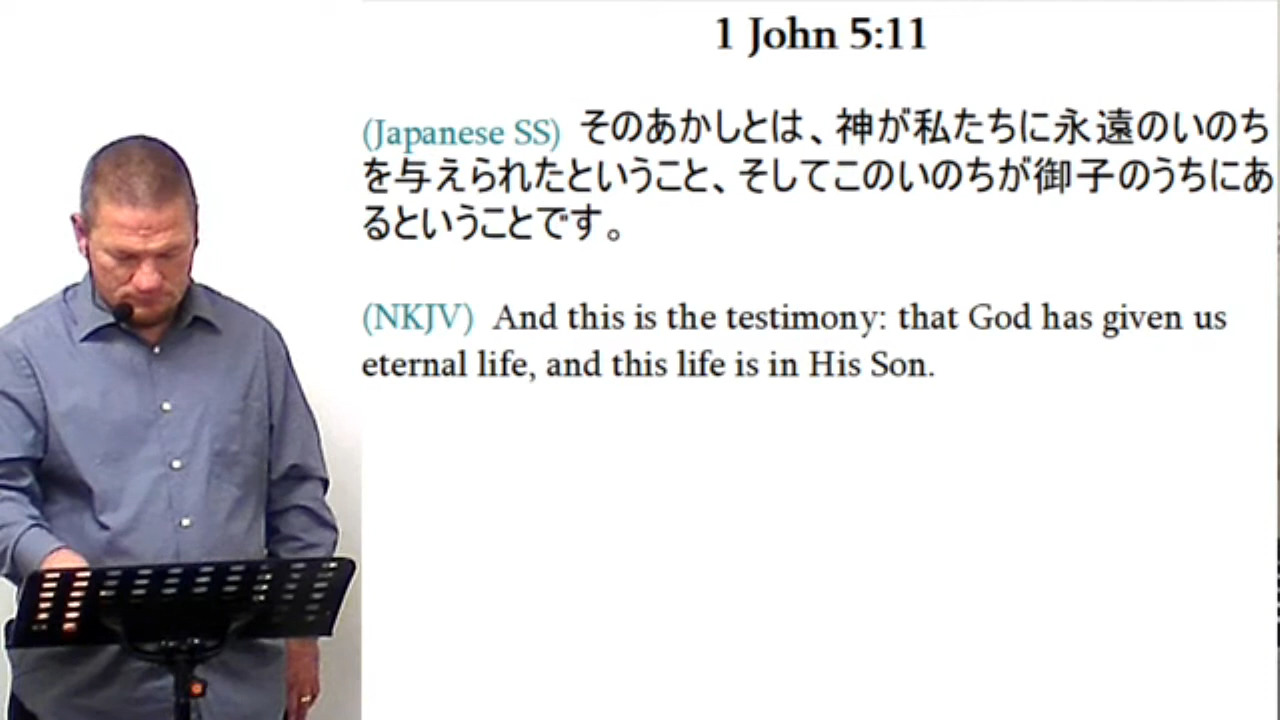 1 John 5:11
(Japanese SS) そのあかしとは、神が私たちに永遠のいのち
を与えられたということ、そしてこのいのちが御子のうちにあ
るということです。
(NKJV) And this is the testimony: that God has given us
eternal life, and this life is in His Son.